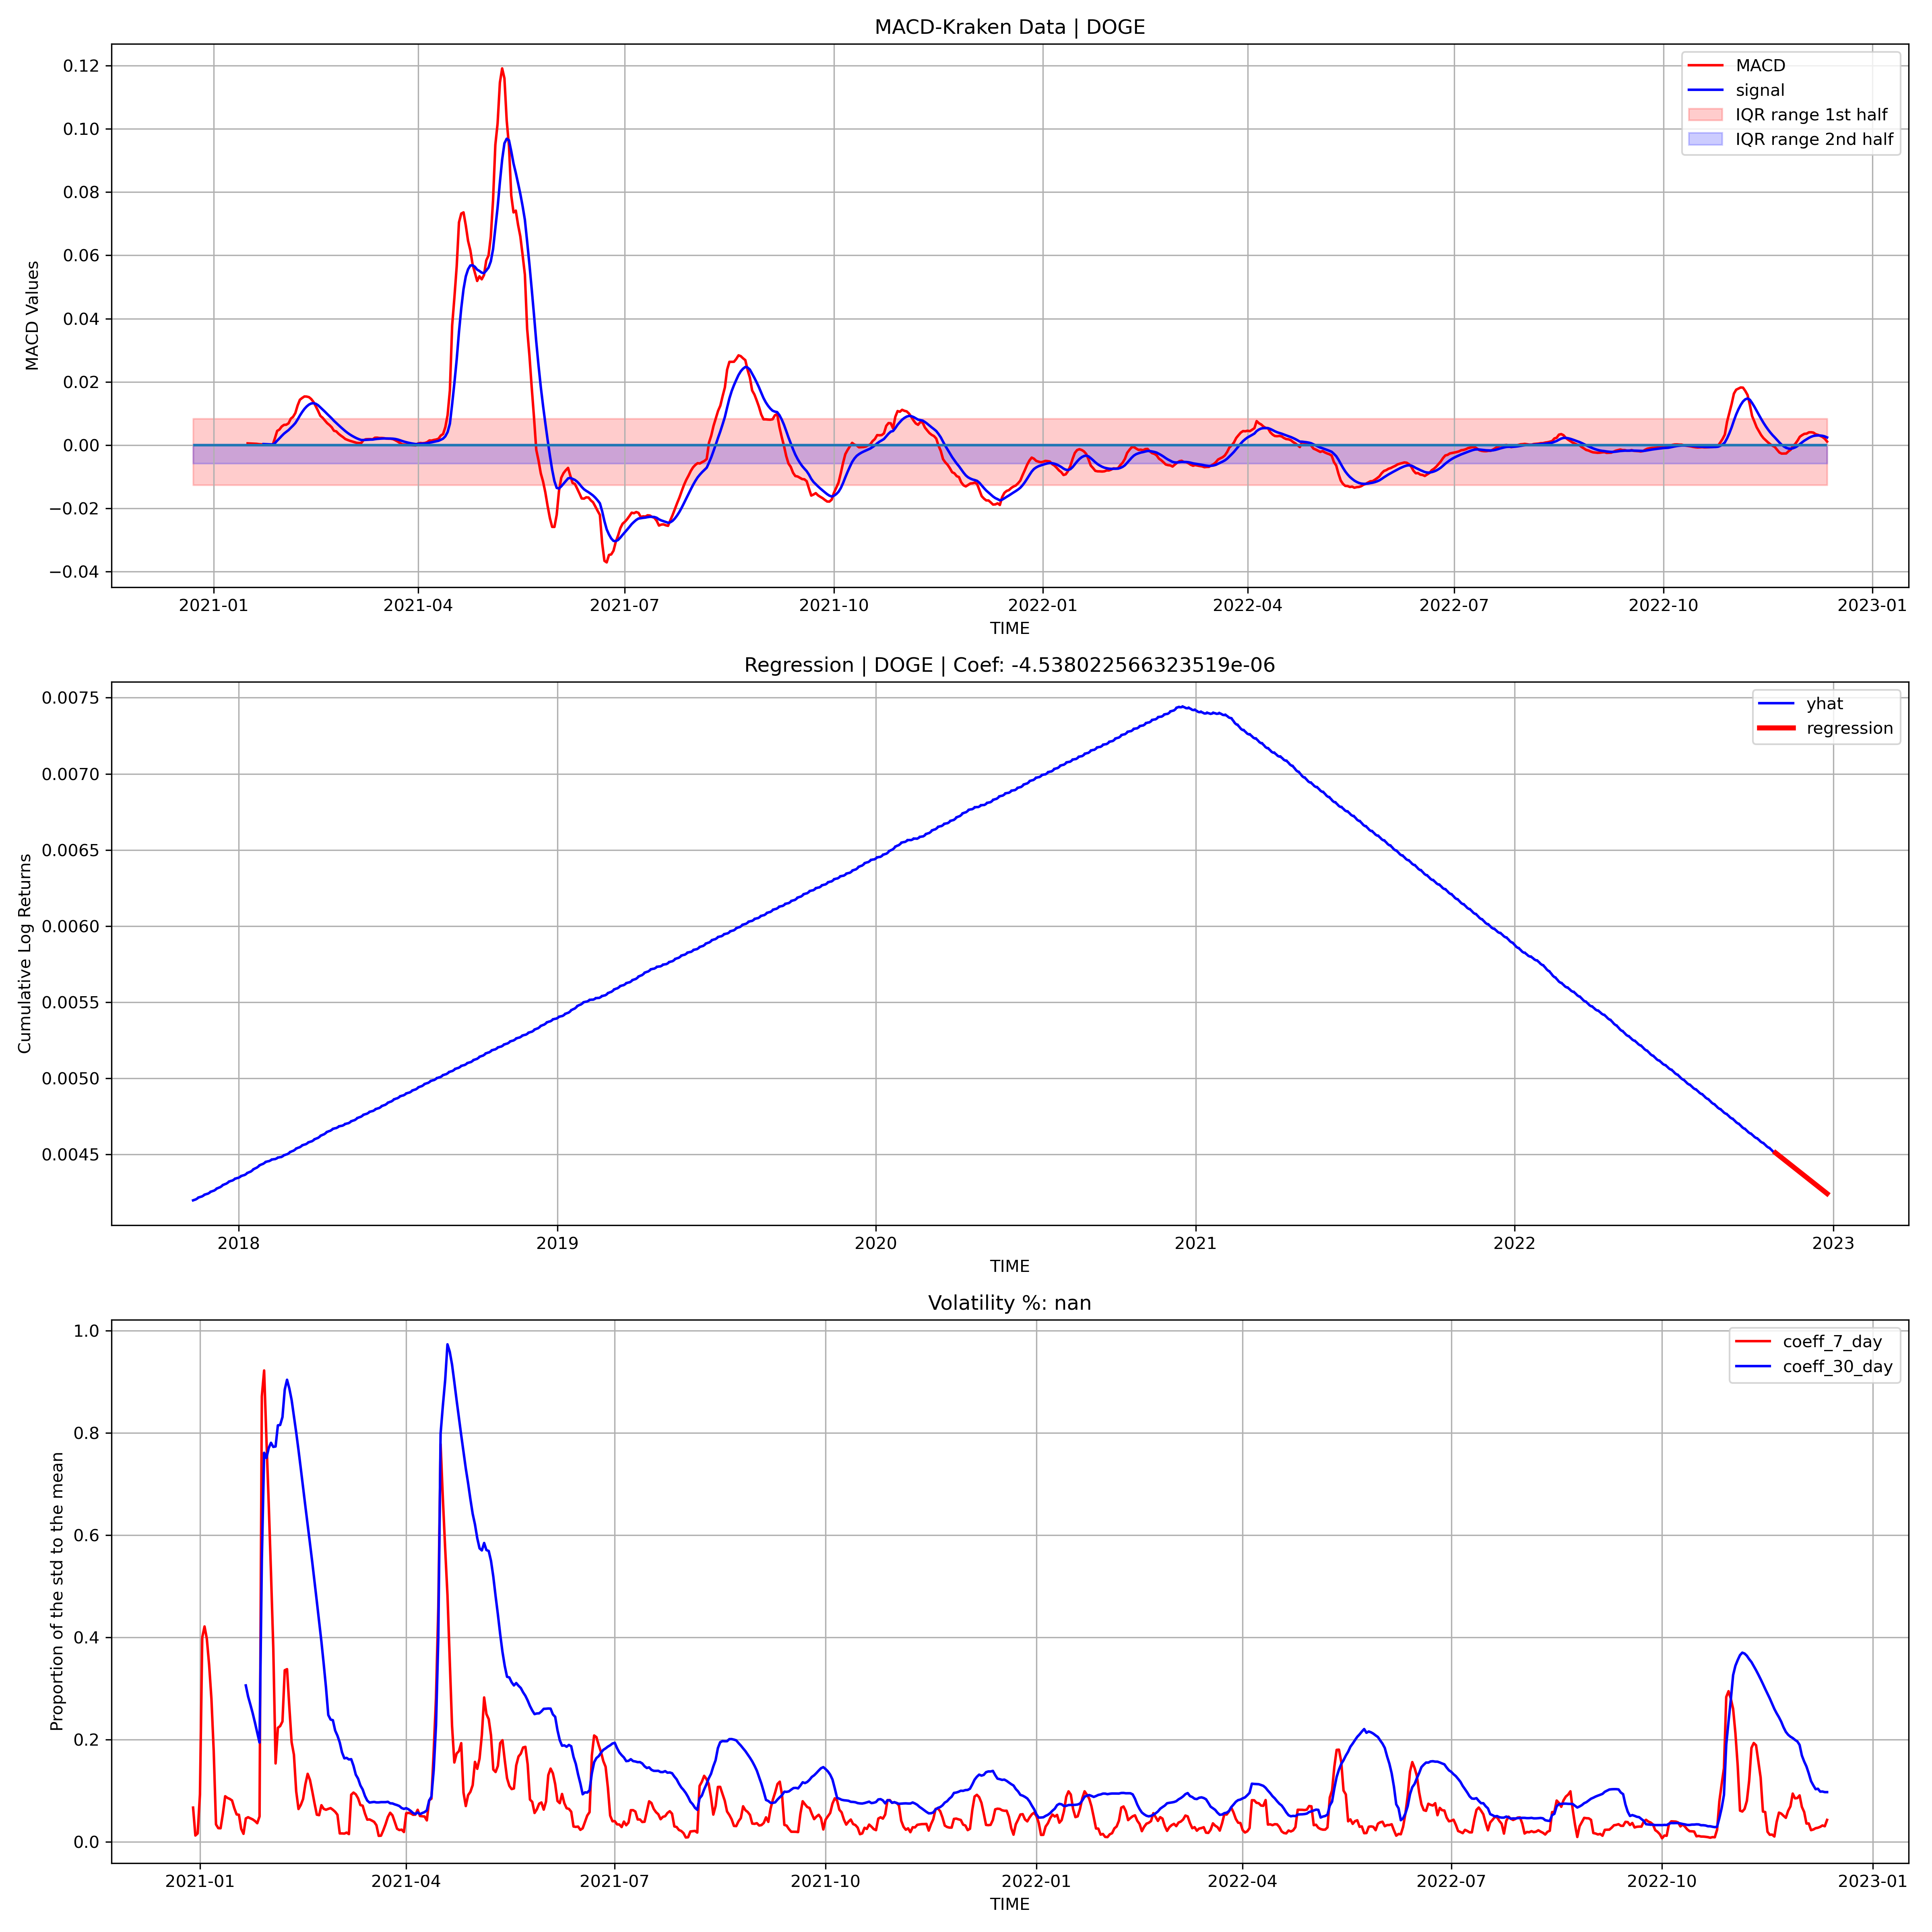 MACD-Kraken Data | DOGE
MACD Values
0.12
0.10
0.08
0.06
0.04
0.02
0.00
−0.02
−0.04
MACD
signal
IQR range 1st half
IQR range 2nd half
2021-01 2021-04 2021-07 2021-10 2022-01 2022-04 2022-07 2022-10 2023-01
TIME
Regression | DOGE | Coef: -4.538022566323519e-06
Cumulative Log Returns
0.0075
0.0070
0.0065
0.0060
0.0055
0.0050
0.0045
yhat
regression
2018 2019 2020 2021 2022 2023
TIME
Volatility %: nan
Proportion of the std to the mean
1.0
0.8
0.6
0.4
0.2
0.0
coeff_7_day
coeff_30_day
2021-01 2021-04 2021-07 2021-10 2022-01 2022-04 2022-07 2022-10 2023-01
TIME